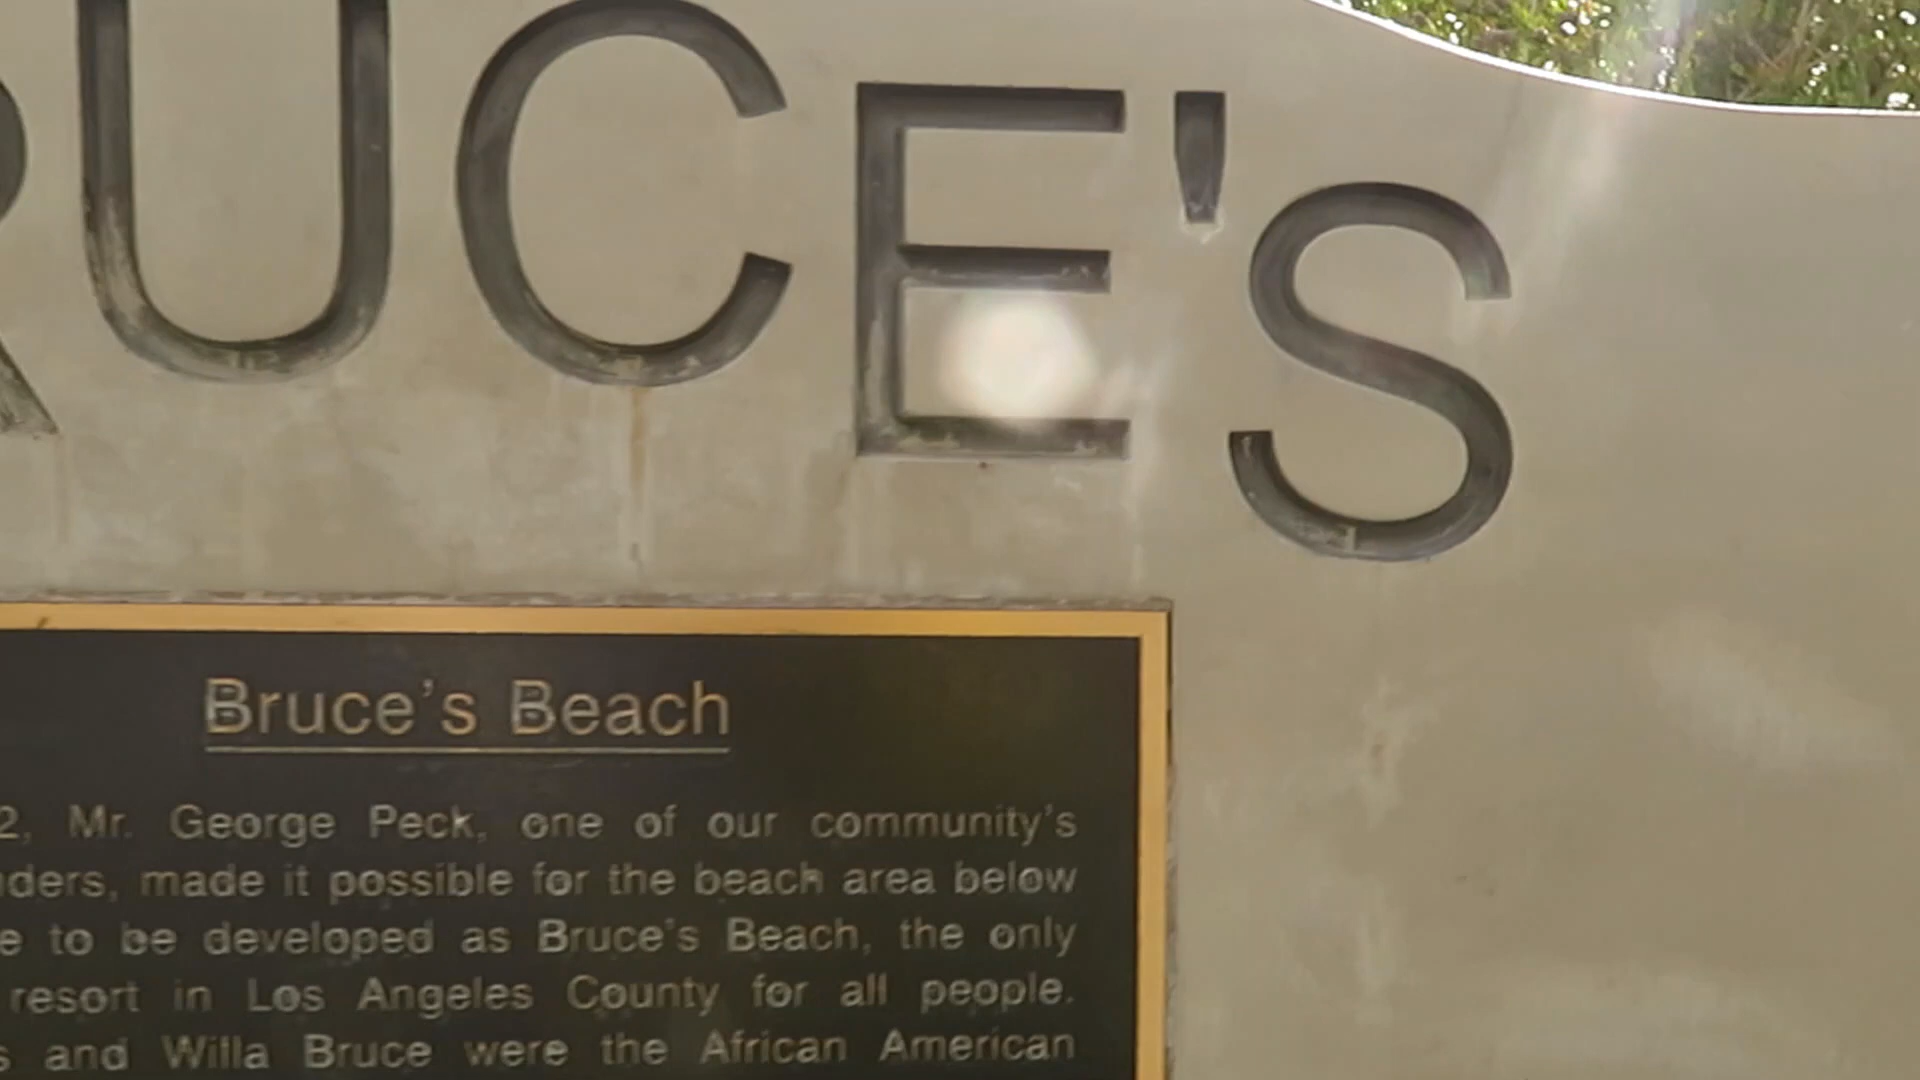 RUCE'S
Bruce's Beach
2, Mr. George Peck, one of our community's
ders, made it possible for the beach area below
e to be developed as Bruce's Beach, the only
resort in Los Angeles County for all people.
s and Willa Bruce were the African American